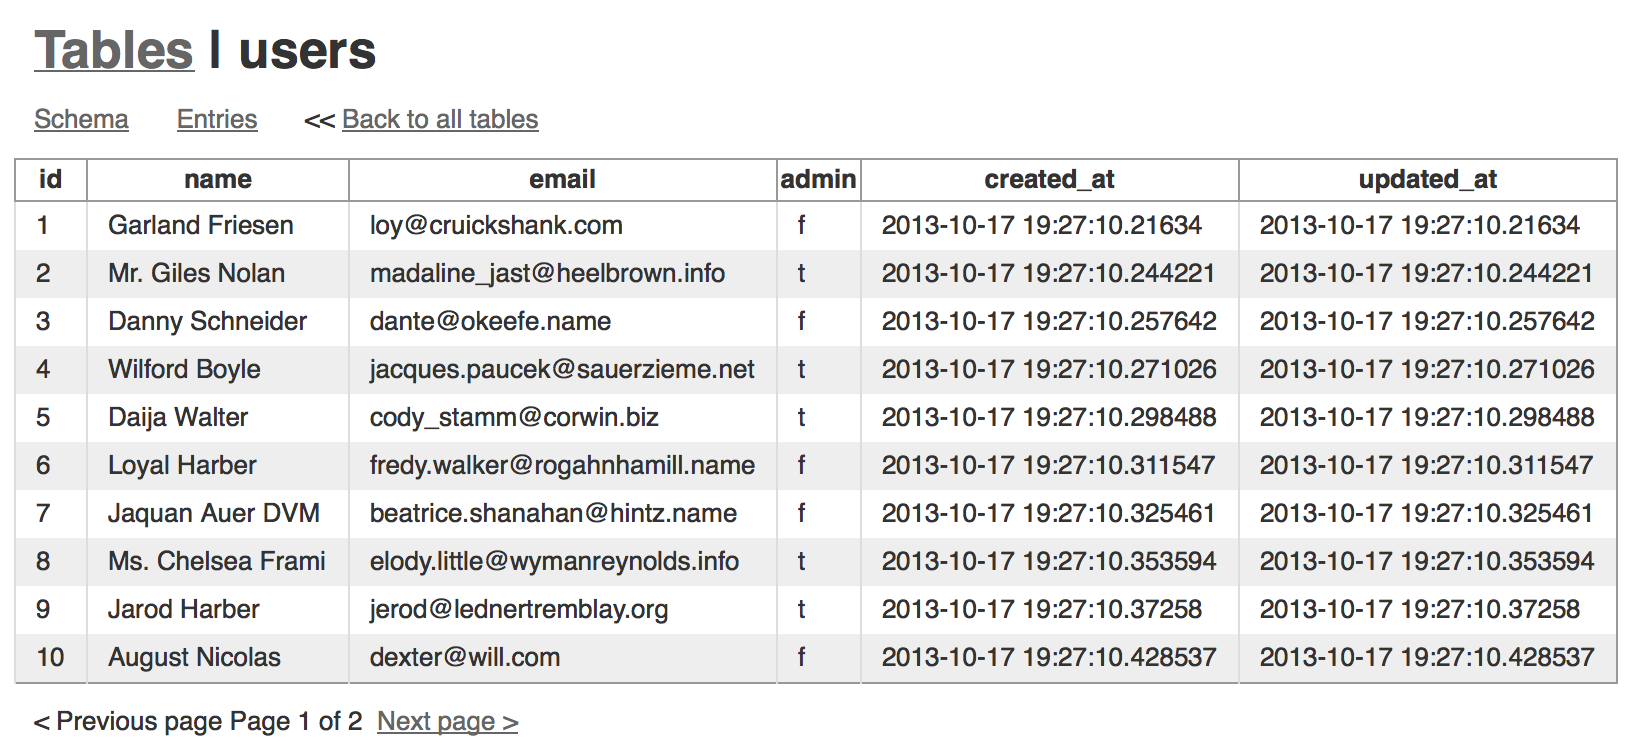 Tables | users
Schema Entries << Back to all tables
id name email admin created_at updated_at
1 Garland Friesen loy@cruickshank.com f 2013-10-17 19:27:10.21634 2013-10-17 19:27:10.21634
2 Mr. Giles Nolan madaline_jast@heelbrown.info t 2013-10-17 19:27:10.244221 2013-10-17 19:27:10.244221
3 Danny Schneider dante@okeefe.name f 2013-10-17 19:27:10.257642 2013-10-17 19:27:10.257642
4 Wilford Boyle jacques.paucek@sauerzieme.net t 2013-10-17 19:27:10.271026 2013-10-17 19:27:10.271026
5 Daija Walter cody_stamm@corwin.biz t 2013-10-17 19:27:10.298488 2013-10-17 19:27:10.298488
6 Loyal Harber fredy.walker@rogahnhamill.name f 2013-10-17 19:27:10.311547 2013-10-17 19:27:10.311547
7 Jaquan Auer DVM beatrice.shanahan@hintz.name f 2013-10-17 19:27:10.325461 2013-10-17 19:27:10.325461
8 Ms. Chelsea Frami elody.little@wymanreynolds.info t 2013-10-17 19:27:10.353594 2013-10-17 19:27:10.353594
9 Jarod Harber jerod@lednertremblay.org t 2013-10-17 19:27:10.37258 2013-10-17 19:27:10.37258
10 August Nicolas dexter@will.com f 2013-10-17 19:27:10.428537 2013-10-17 19:27:10.428537
< Previous page Page 1 of 2 Next page >